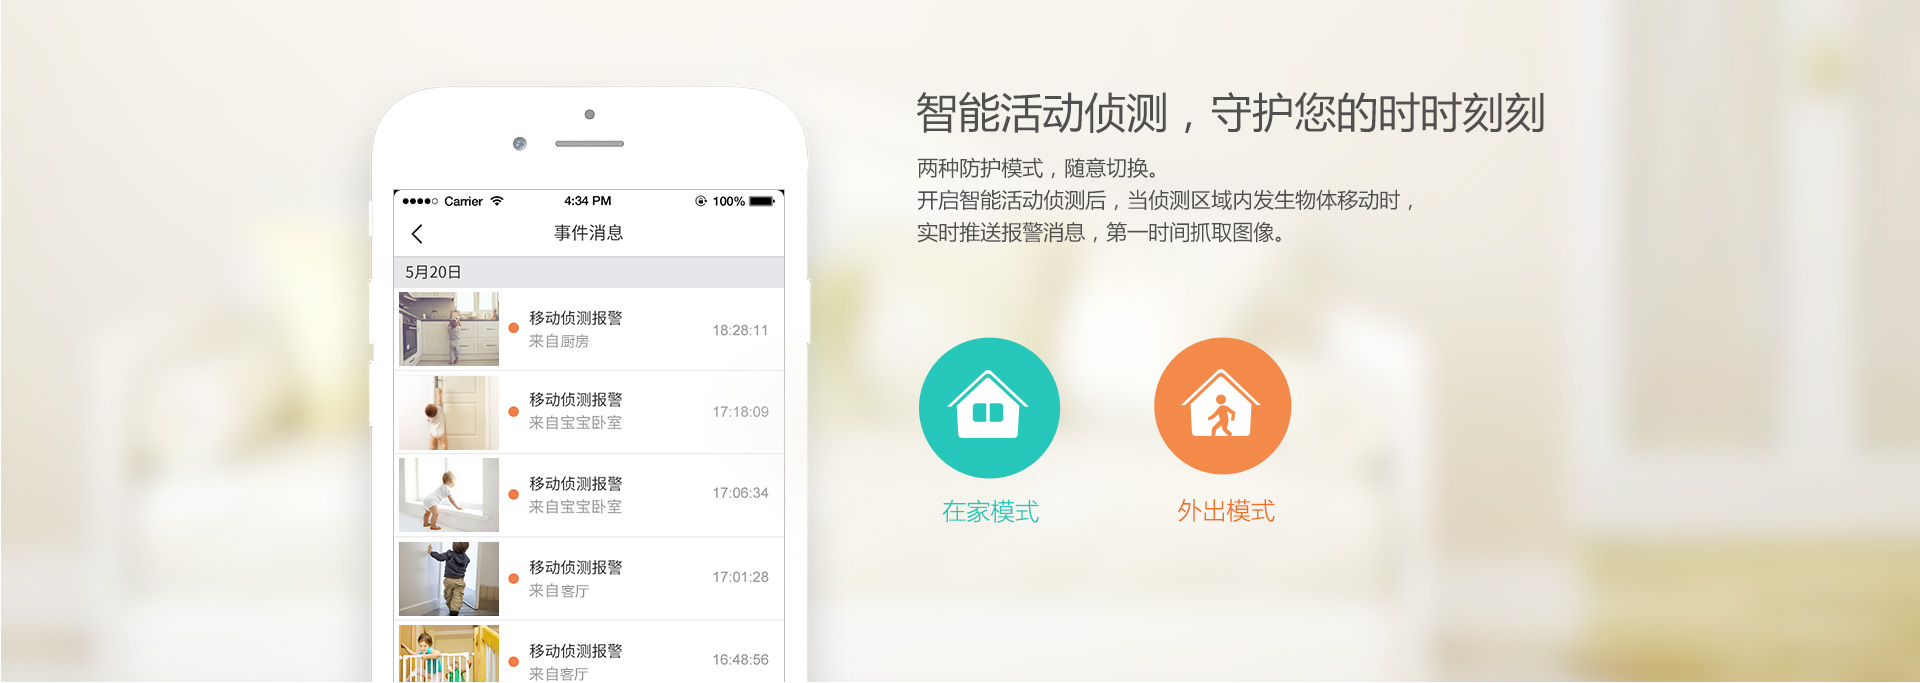 Carrier 4:34 PM 100%
事件消息
5月20日
移动侦测报警
来自厨房
18:28:11
移动侦测报警
来自宝宝卧室
17:18:09
移动侦测报警
来自宝宝卧室
17:06:34
移动侦测报警
来自客厅
17:01:28
移动侦测报警
来自客厅
16:48:56
智能活动侦测，守护您的时时刻刻
两种防护模式，随意切换。
开启智能活动侦测后，当侦测区域内发生物体移动时，
实时推送报警消息，第一时间抓取图像。
在家模式
外出模式